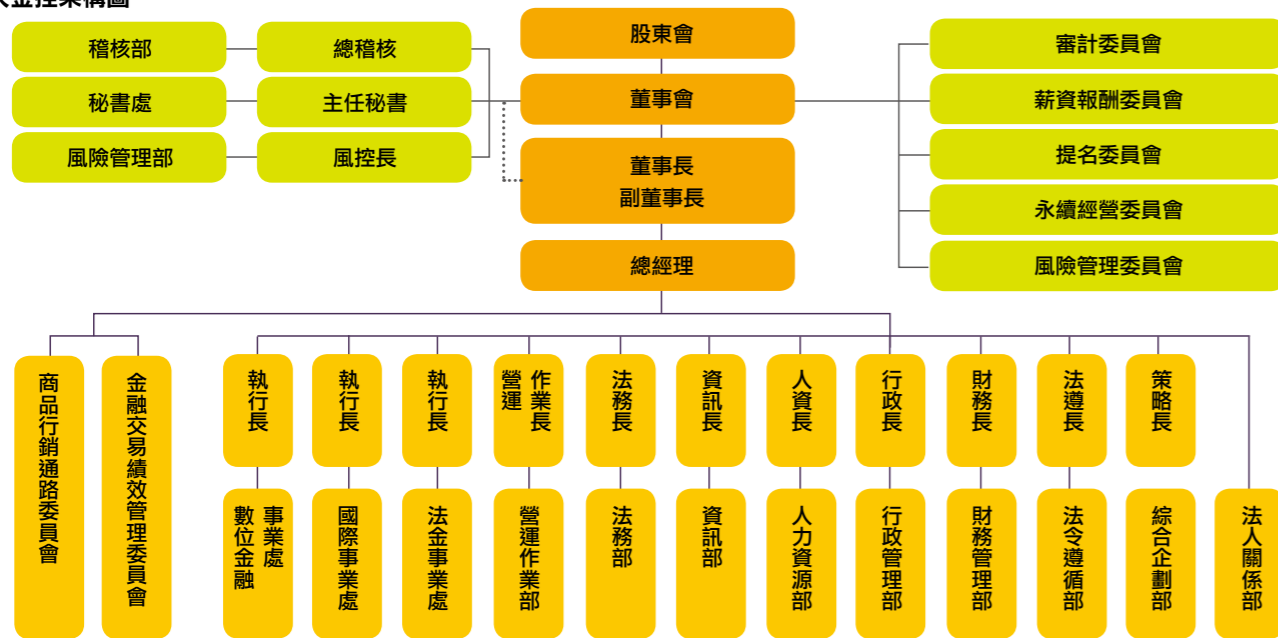 金控架構圖
稽核部
總稽核
股東會
審計委員會
秘書處
主任秘書
董事會
薪資報酬委員會
風險管理部
風控長
董事長
副董事長
提名委員會
永續經營委員會
總經理
風險管理委員會
商品行銷通路委員會
金融交易績效管理委員會
執行長
執行長
執行長
營運
作業長
法務長
資訊長
人資長
行政長
財務長
法遵長
策略長
數位金融
事業處
國際事業處
法金事業處
營運作業部
法務部
資訊部
人力資源部
行政管理部
財務管理部
法令遵循部
綜合企劃部
法人關係部